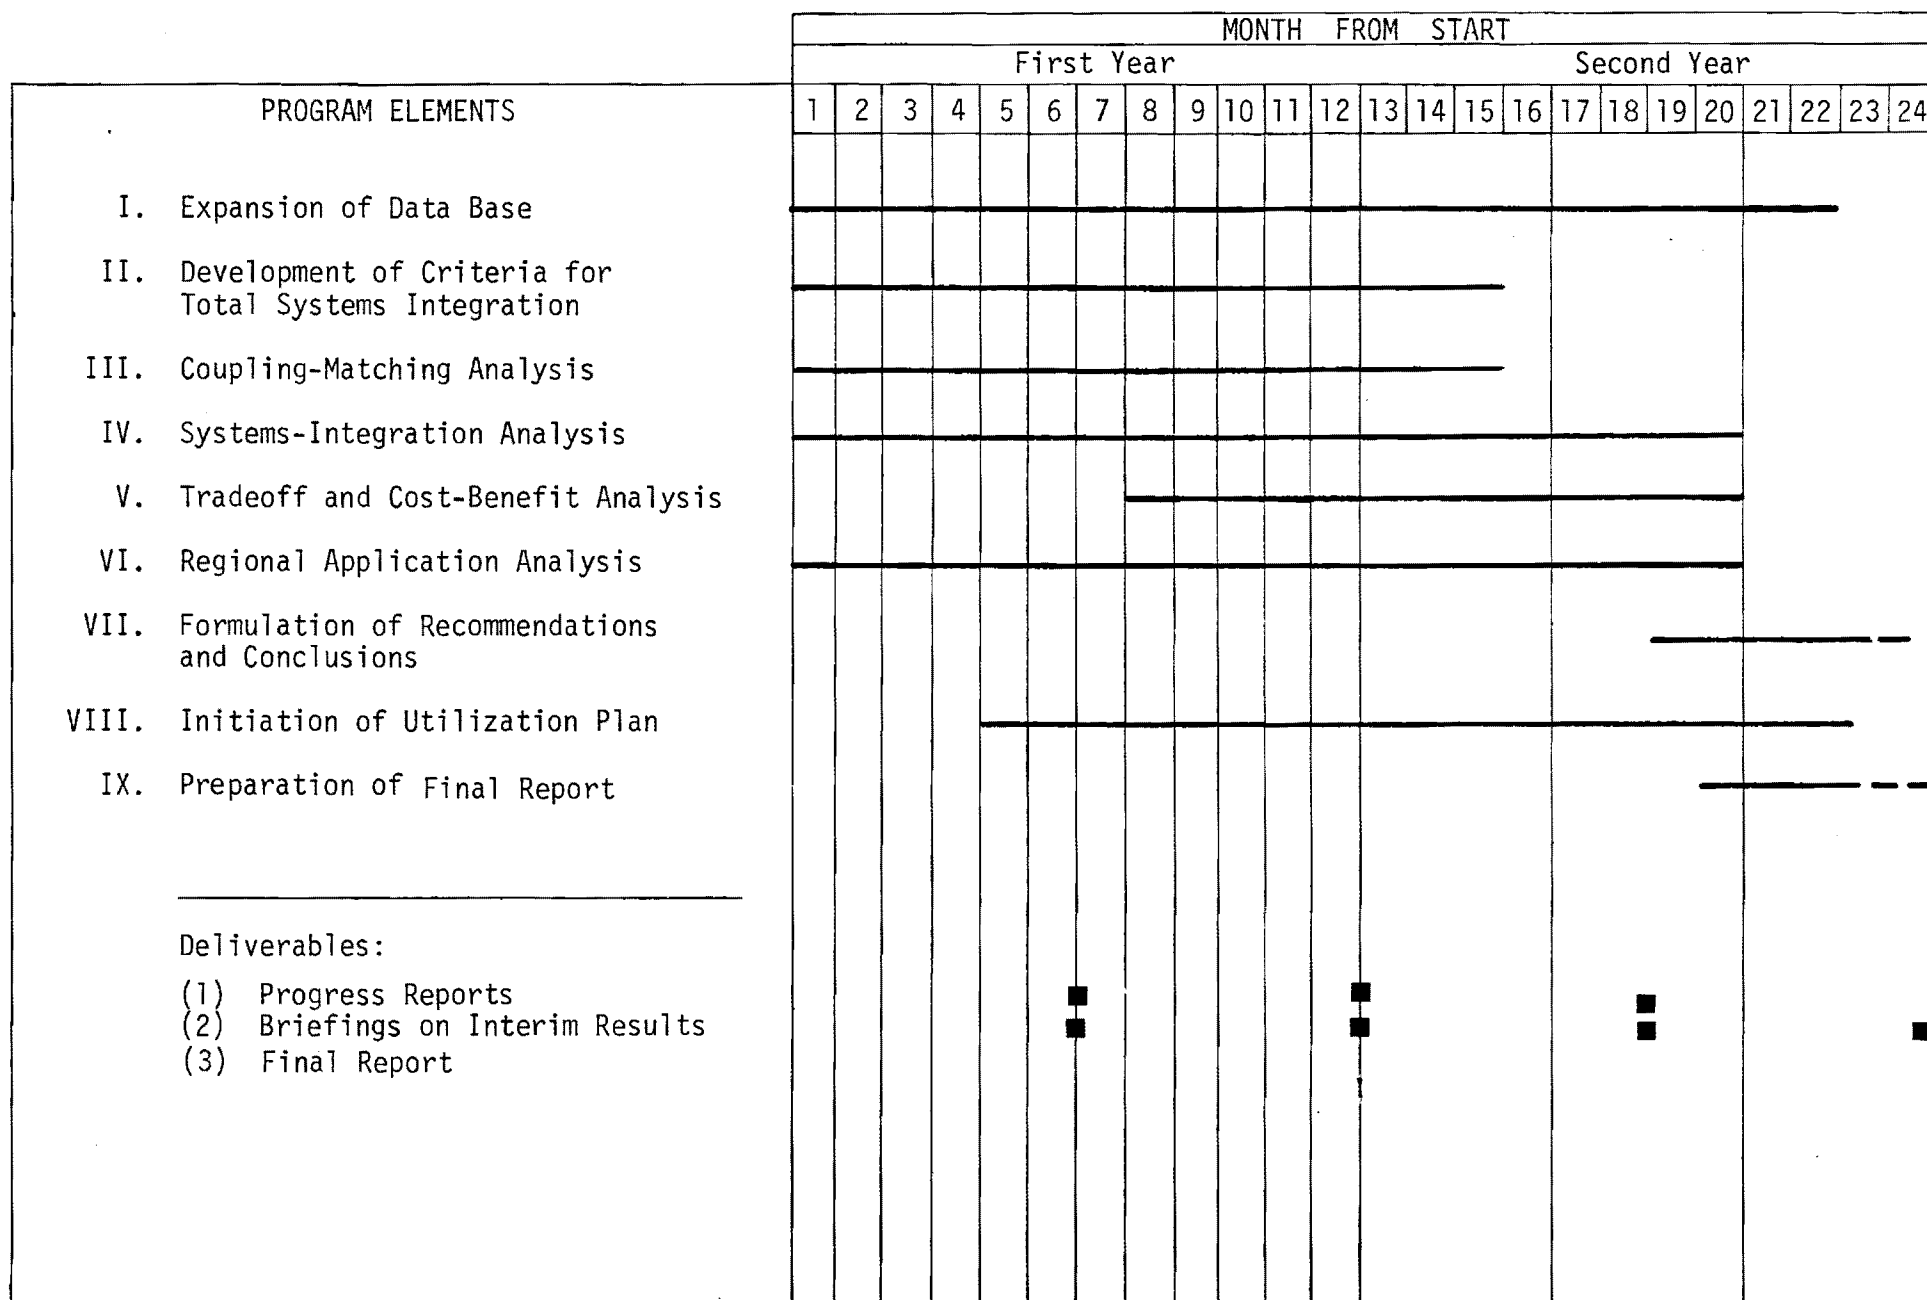 MONTH FROM START
First Year Second Year
PROGRAM ELEMENTS 1 2 3 4 5 6 7 8 9 10 11 12 13 14 15 16 17 18 19 20 21 22 23 24
I. Expansion of Data Base
II. Development of Criteria for
Total Systems Integration
III. Coupling-Matching Analysis
IV. Systems-Integration Analysis
V. Tradeoff and Cost-Benefit Analysis
VI. Regional Application Analysis
VII. Formulation of Recommendations
and Conclusions
VIII. Initiation of Utilization Plan
IX. Preparation of Final Report
Deliverables:
(1) Progress Reports
(2) Briefings on Interim Results
(3) Final Report